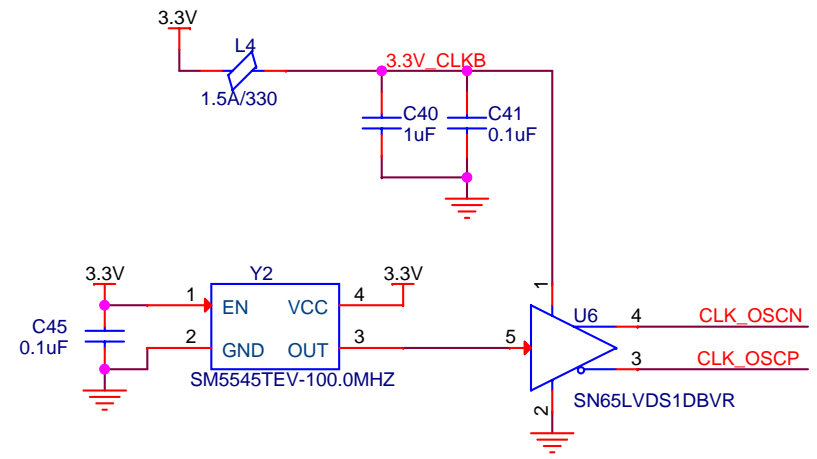 3.3V
L4
3.3V_CLKB
1.5A/330
C40
1uF
C41
0.1uF
3.3V
Y2
3.3V
1
EN
VCC
4
C45
0.1uF
2
GND
OUT
3
SM5545TEV-100.0MHZ
1
U6
4
CLK_OSCN
5
3
CLK_OSCP
2
SN65LVDS1DBVR